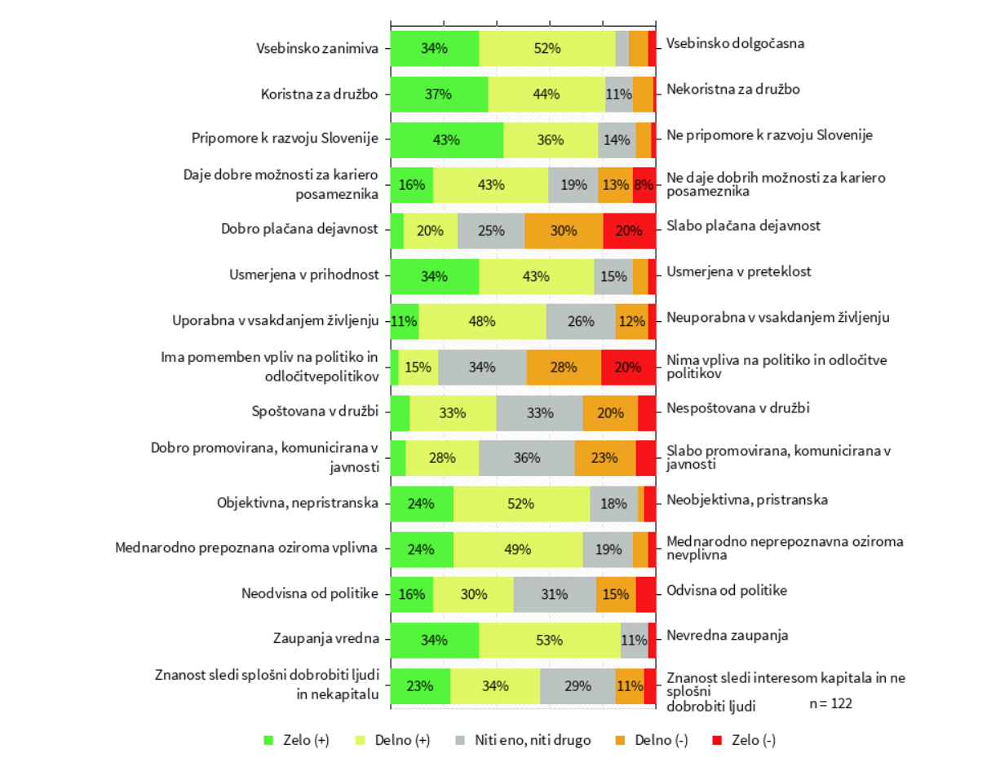 Vsebinsko zanimiva 34% 52% Vsebinsko dolgočasna
Koristna za družbo 37% 44% 11% Nekoristna za družbo
Pripomore k razvoju Slovenije 43% 36% 14% Ne pripomore k razvoju Slovenije
Daje dobre možnosti za kariero
posameznika
16% 43% 19% 13% 8%
Ne daje dobrih možnosti za kariero
posameznika
Dobro plačana dejavnost 20% 25% 30% 20% Slabo plačana dejavnost
Usmerjena v prihodnost 34% 43% 15% Usmerjena v preteklost
Uporabna v vsakdanjem življenju 11% 48% 26% 12% Neuporabna v vsakdanjem življenju
Ima pomemben vpliv na politiko in
odločitvepolitikov
15% 34% 28% 20%
Nima vpliva na politiko in odločitve
politikov
Spoštovana v družbi 33% 33% 20% Nespoštovana v družbi
Dobro promovirana, komunicirana v
javnosti
28% 36% 23%
Slabo promovirana, komunicirana v
javnosti
Objektivna, nepristranska 24% 52% 18% Neobjektivna, pristranska
Mednarodno prepoznana oziroma vplivna 24% 49% 19%
Mednarodno neprepoznavna oziroma
nevplivna
Neodvisna od politike 16% 30% 31% 15% Odvisna od politike
Zaupanja vredna 34% 53% 11% Nevredna zaupanja
Znanost sledi splošni dobrobiti ljudi
in nekapitalu
23% 34% 29% 11%
Znanost sledi interesom kapitala in ne
splošni
dobrobiti ljudi
n = 122
Zelo (+) Delno (+) Niti eno, niti drugo Delno (-) Zelo (-)